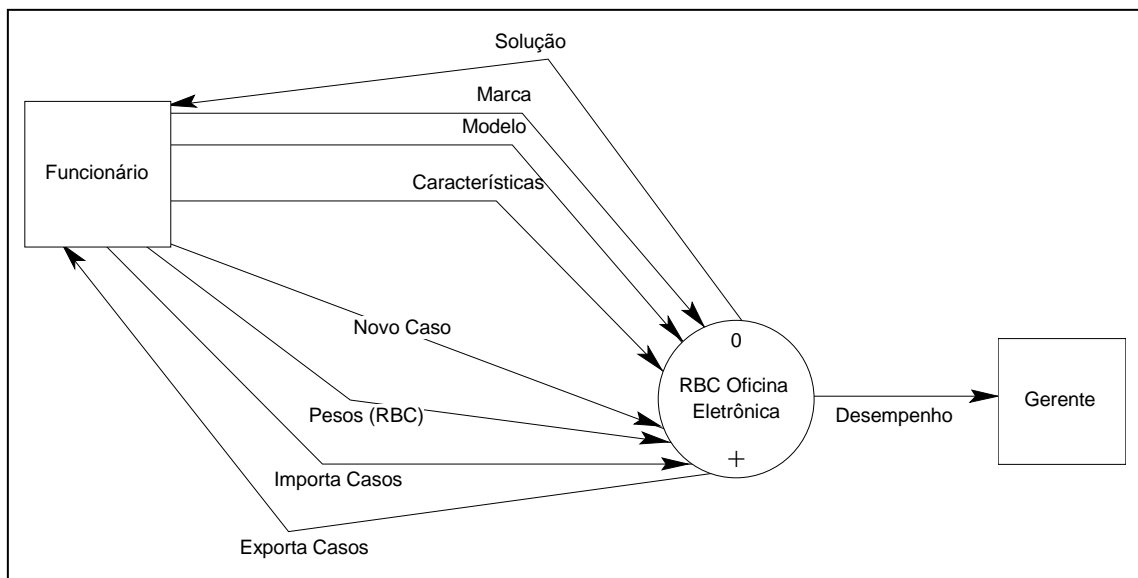 Solução
Marca
Modelo
Funcionário
Características
Novo Caso
0
RBC Oficina
Eletrônica
Gerente
Desempenho
Pesos (RBC)
+
Importa Casos
Exporta Casos